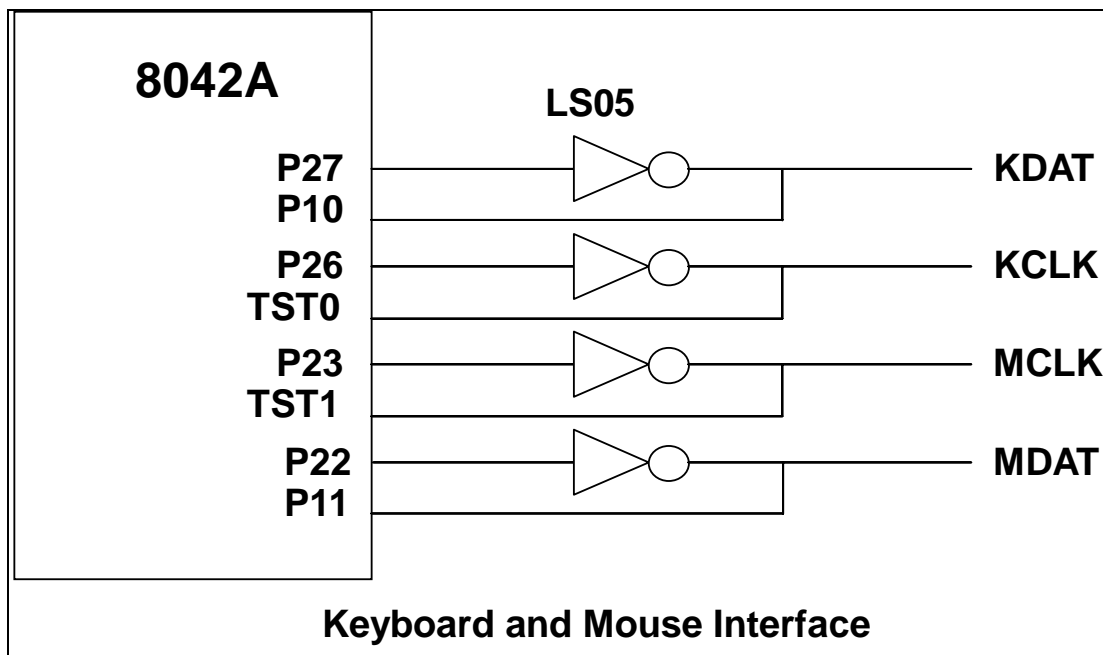 8042A
LS05
P27 KDAT
P10
P26 KCLK
TST0
P23 MCLK
TST1
P22 MDAT
P11
Keyboard and Mouse Interface